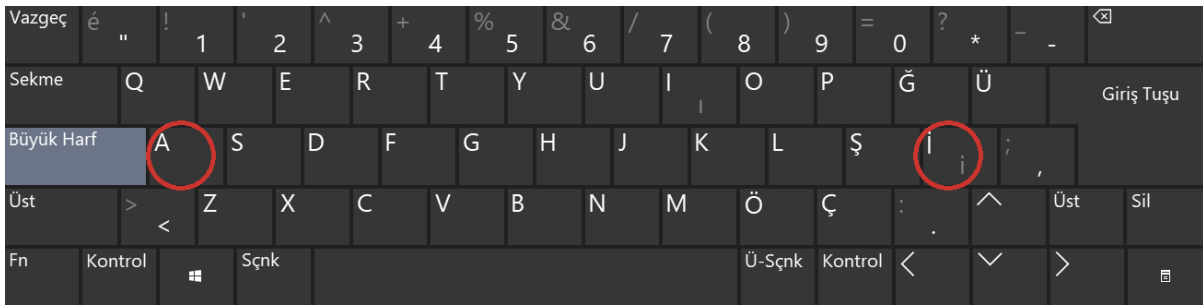 Vazgeç é " ! 1 ' 2 ^ 3 + 4 % 5 & 6 / 7 ( 8 ) 9 = 0 ? * _ -
Sekme Q W E R T Y U I ı O P Ğ Ü Giriş Tuşu
Büyük Harf A S D F G H J K L Ş İ i ; ,
Üst > < Z X C V B N M Ö Ç : . Üst Sil
Fn Kontrol Sçnk Ü-Sçnk Kontrol